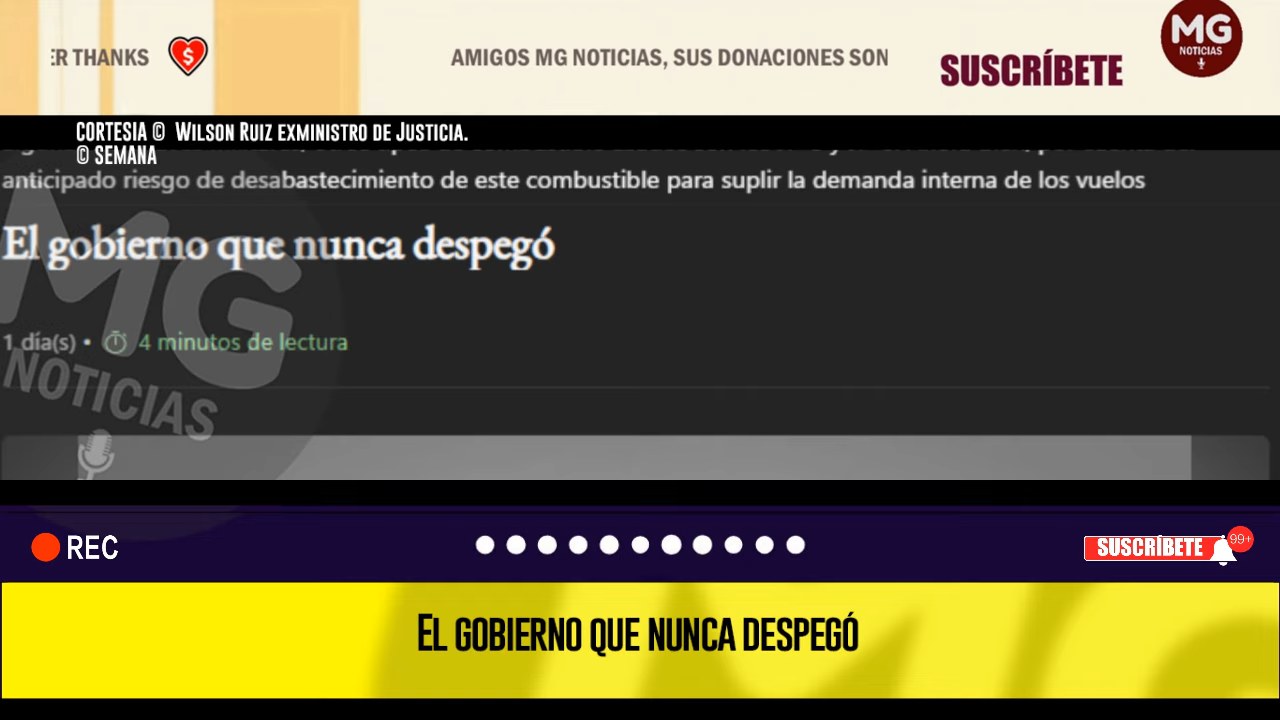 ER THANKS
AMIGOS MG NOTICIAS, SUS DONACIONES SON
SUSCRÍBETE
MG
NOTICIAS
CORTESIA © WILSON RUIZ EXMINISTRO DE JUSTICIA.
© SEMANA
anticipado riesgo de desabastecimiento de este combustible para suplir la demanda interna de los vuelos
El gobierno que nunca despegó
1 día(s) • 4 minutos de lectura
MG
NOTICIAS
REC
SUSCRÍBETE
99+
EL GOBIERNO QUE NUNCA DESPEGÓ